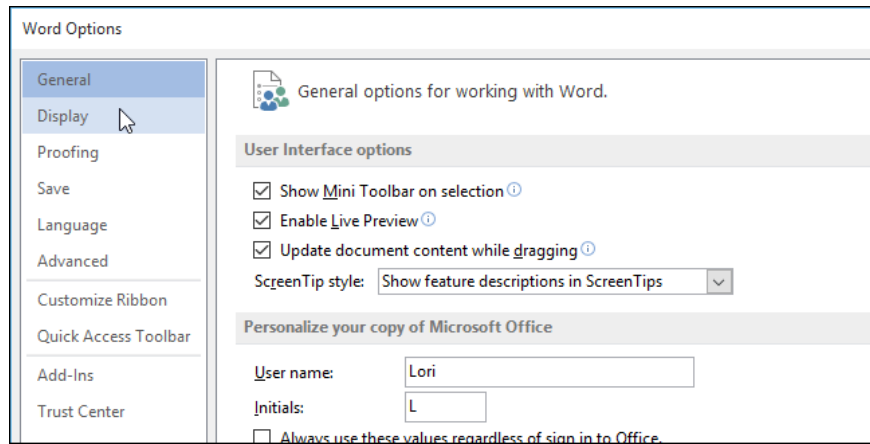 Word Options
General
Display
Proofing
Save
Language
Advanced
Customize Ribbon
Quick Access Toolbar
Add-Ins
Trust Center
General options for working with Word.
User Interface options
Show Mini Toolbar on selection
Enable Live Preview
Update document content while dragging
ScreenTip style: Show feature descriptions in ScreenTips
Personalize your copy of Microsoft Office
User name: Lori
Initials: L
Always use these values regardless of sign in to Office.